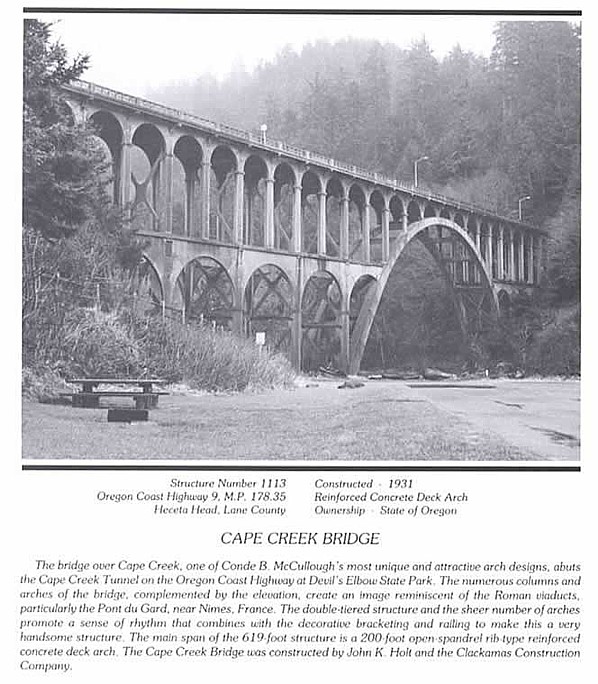 Structure Number 1113
Oregon Coast Highway 9, M.P. 178.35
Heceta Head, Lane County
Constructed - 1931
Reinforced Concrete Deck Arch
Ownership - State of Oregon
CAPE CREEK BRIDGE
The bridge over Cape Creek, one of Conde B. McCullough's most unique and attractive arch designs, abuts
the Cape Creek Tunnel on the Oregon Coast Highway at Devil's Elbow State Park. The numerous columns and
arches of the bridge, complemented by the elevation, create an image reminiscent of the Roman viaducts,
particularly the Pont du Gard, near Nimes, France. The double-tiered structure and the sheer number of arches
promote a sense of rhythm that combines with the decorative bracketing and railing to make this a very
handsome structure. The main span of the 619-foot structure is a 200-foot open-spandrel rib-type reinforced
concrete deck arch. The Cape Creek Bridge was constructed by John K. Holt and the Clackamas Construction
Company.